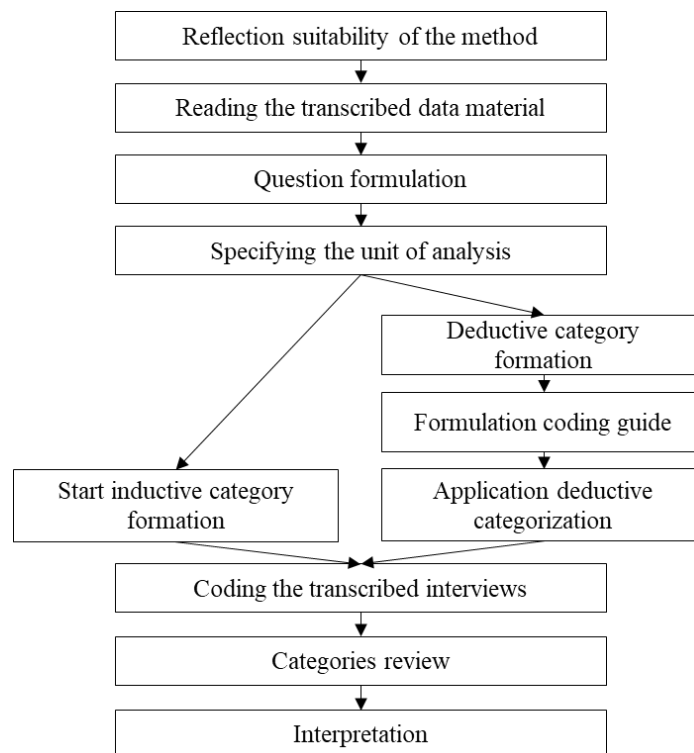 Reflection suitability of the method
Reading the transcribed data material
Question formulation
Specifying the unit of analysis
Deductive category
formation
Formulation coding guide
Start inductive category
formation
Application deductive
categorization
Coding the transcribed interviews
Categories review
Interpretation